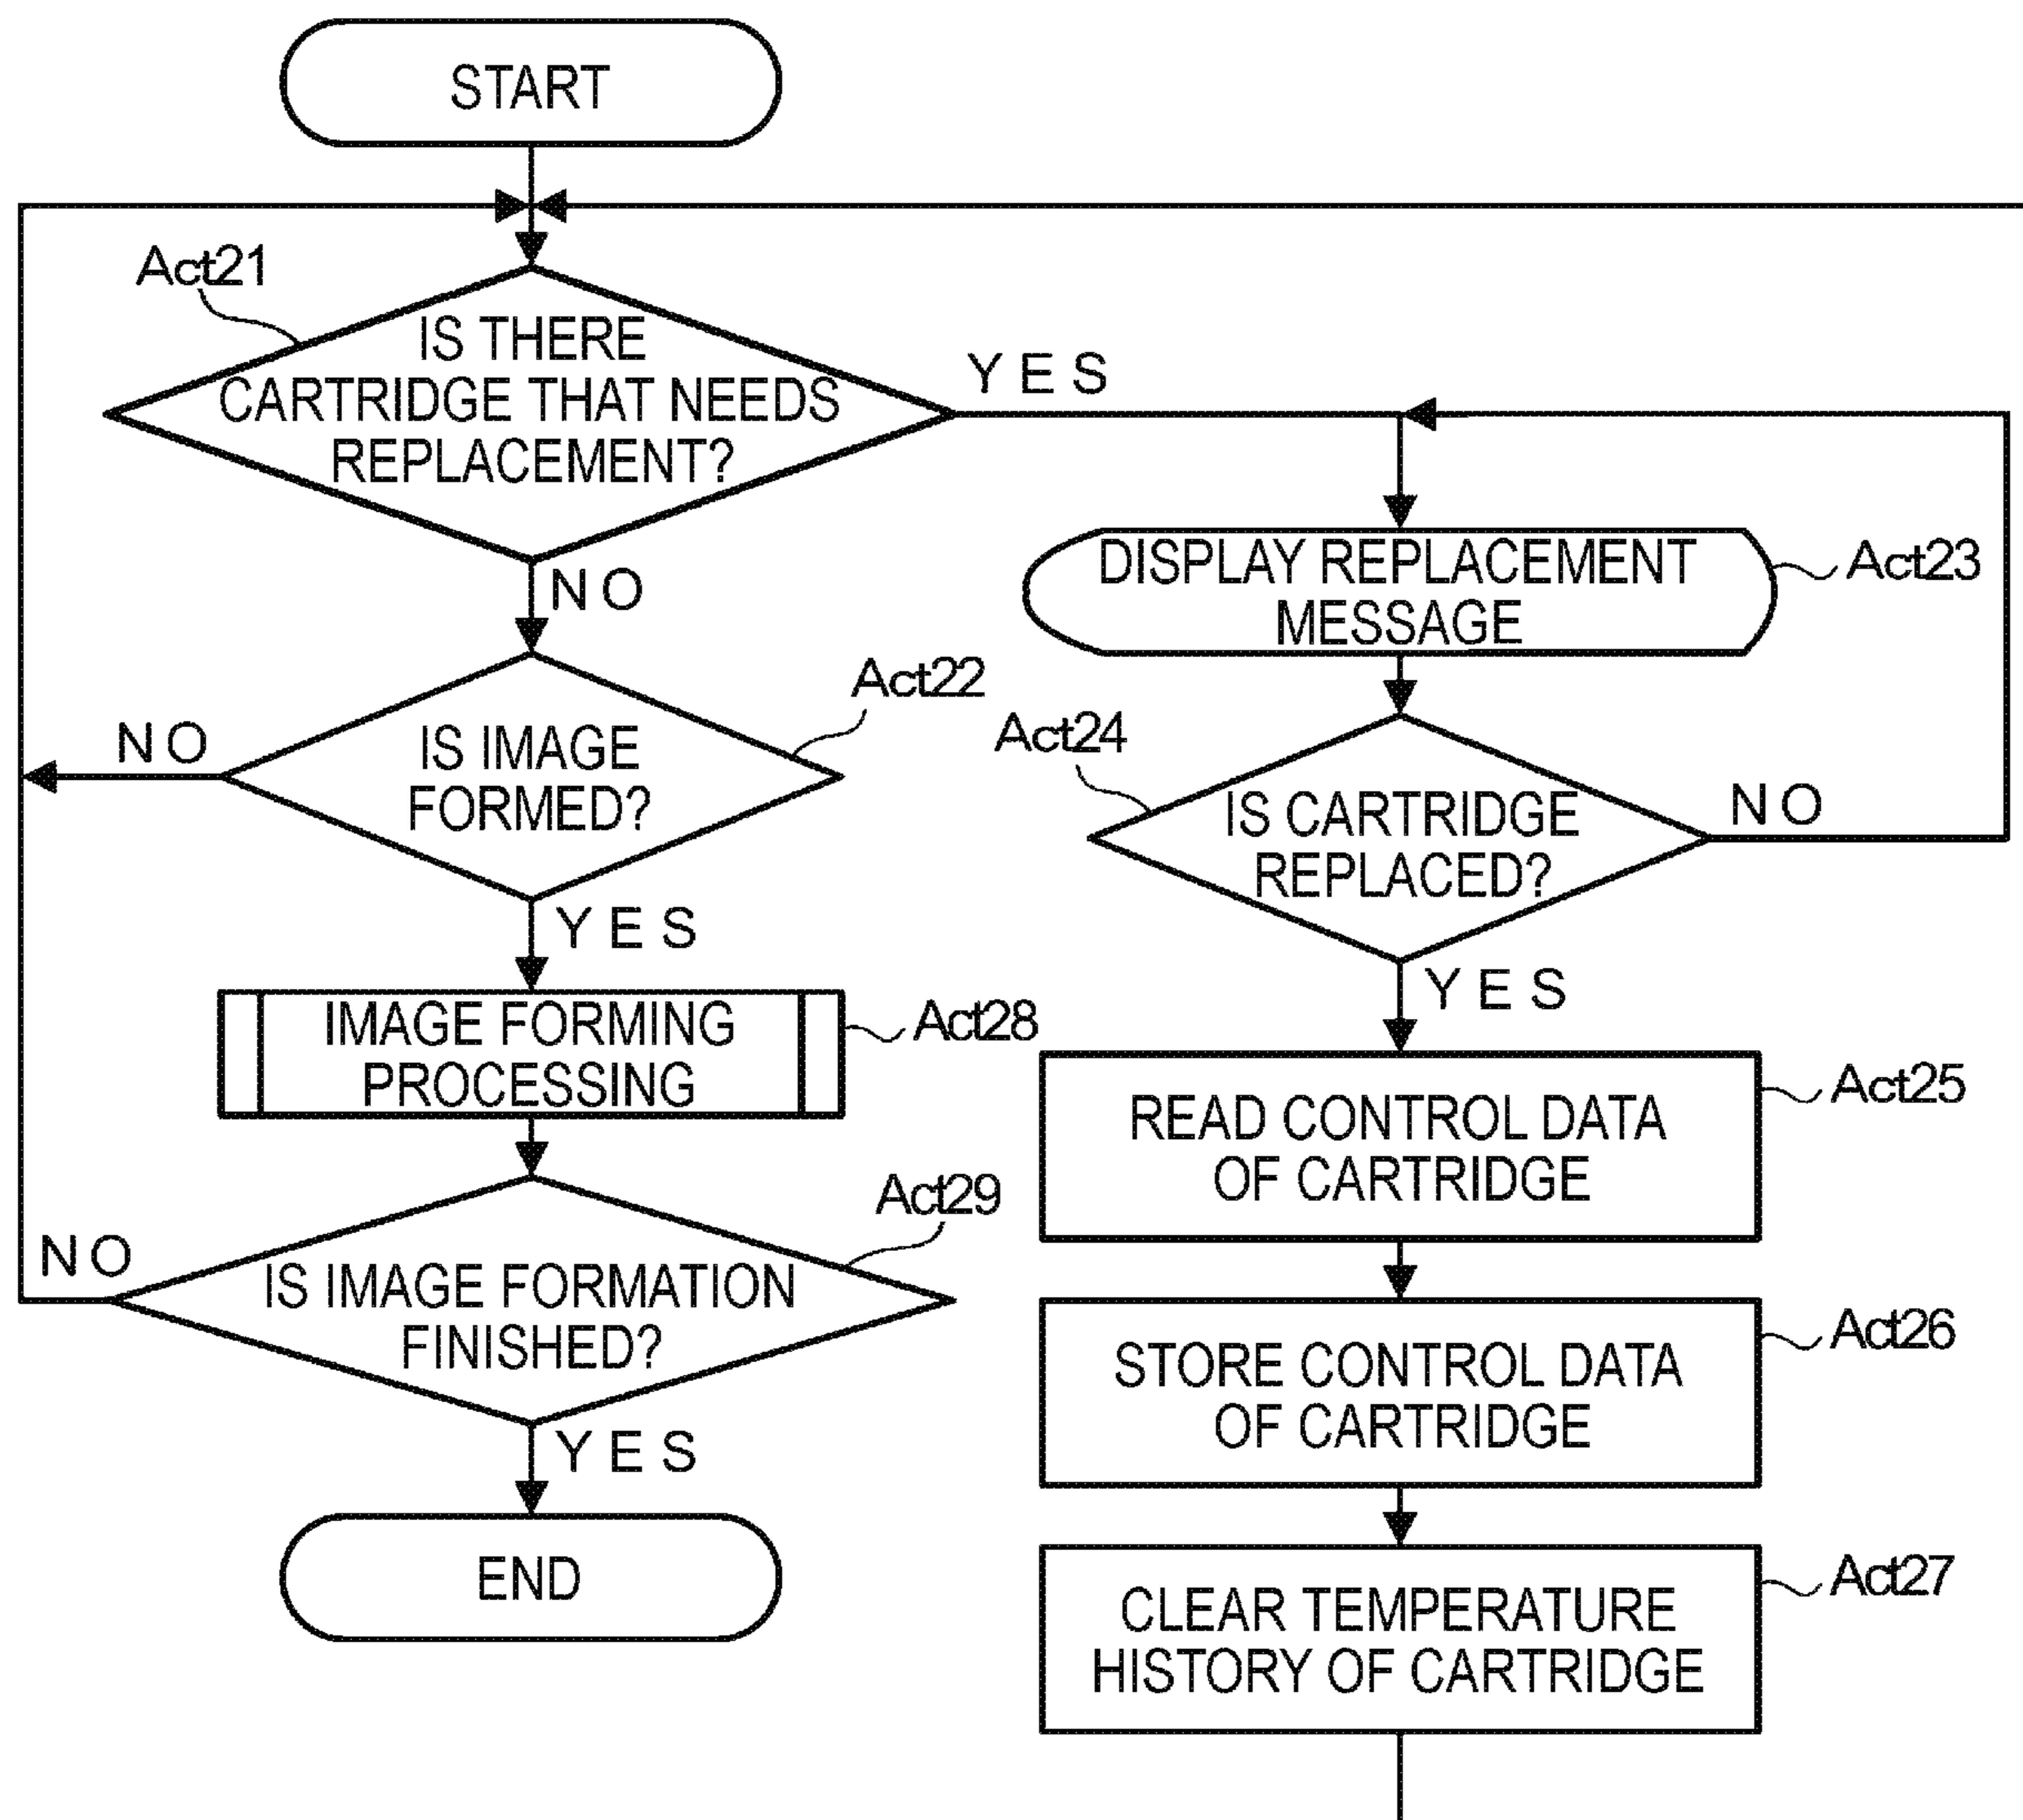 START
Act21
IS THERE
CARTRIDGE THAT NEEDS
REPLACEMENT?
YES
NO
DISPLAY REPLACEMENT
MESSAGE
Act23
Act22
IS IMAGE
FORMED?
NO
Act24
IS CARTRIDGE
REPLACED?
NO
YES
YES
IMAGE FORMING
PROCESSING
Act28
READ CONTROL DATA
OF CARTRIDGE
Act25
Act29
IS IMAGE FORMATION
FINISHED?
NO
STORE CONTROL DATA
OF CARTRIDGE
Act26
YES
END
CLEAR TEMPERATURE
HISTORY OF CARTRIDGE
Act27